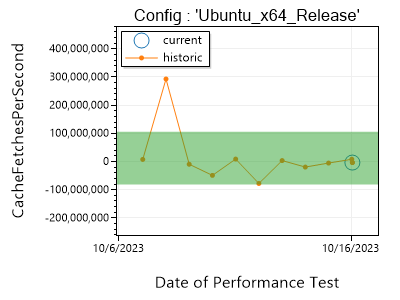 Config : 'Ubuntu_x64_Release'
current
historic
CacheFetchesPerSecond
400,000,000
300,000,000
200,000,000
100,000,000
0
-100,000,000
-200,000,000
10/6/2023
10/16/2023
Date of Performance Test